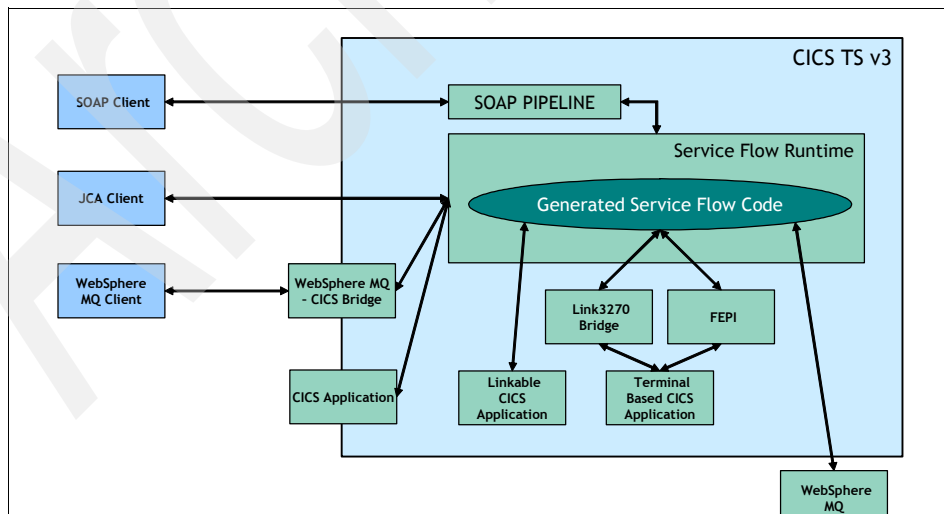 CICS TS v3
SOAP Client
SOAP PIPELINE
Service Flow Runtime
JCA Client
Generated Service Flow Code
WebSphere
MQ Client
WebSphere MQ
- CICS Bridge
Link3270
Bridge
FEPI
CICS Application
Linkable
CICS
Application
Terminal
Based CICS
Application
WebSphere
MQ